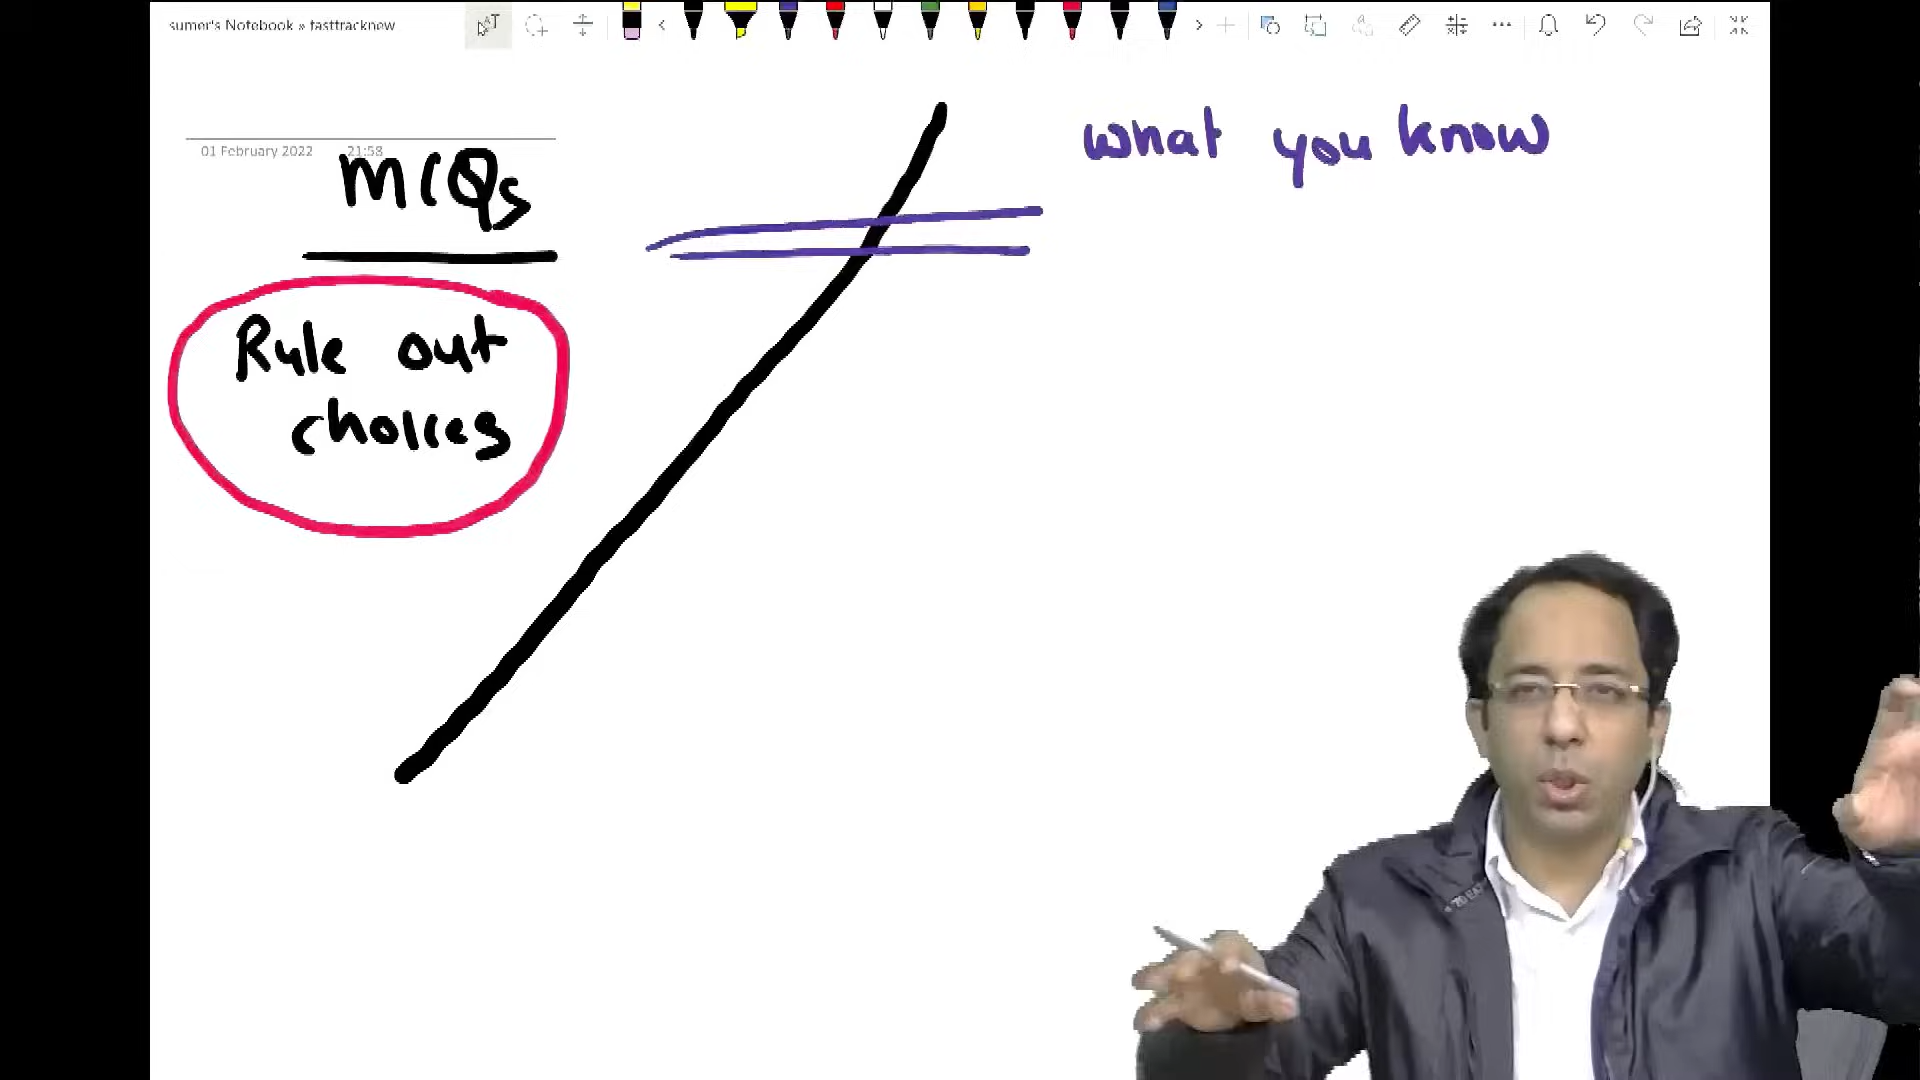 sumer's Notebook » fasttracknew
01 February 2022 21:58
MCQs
what you know
Rule out
choices